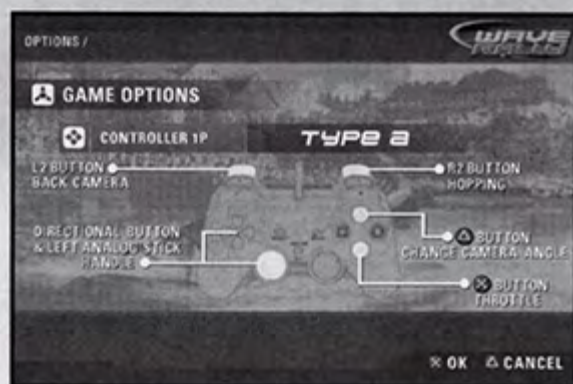 OPTIONS /
WAVE RALLY
GAME OPTIONS
CONTROLLER 1P
TYPE a
L2 BUTTON
BACK CAMERA
R2 BUTTON
HOPPING
DIRECTIONAL BUTTON
& LEFT ANALOG STICK
HANDLE
BUTTON
CHANGE CAMERA ANGLE
BUTTON
THROTTLE
OK CANCEL